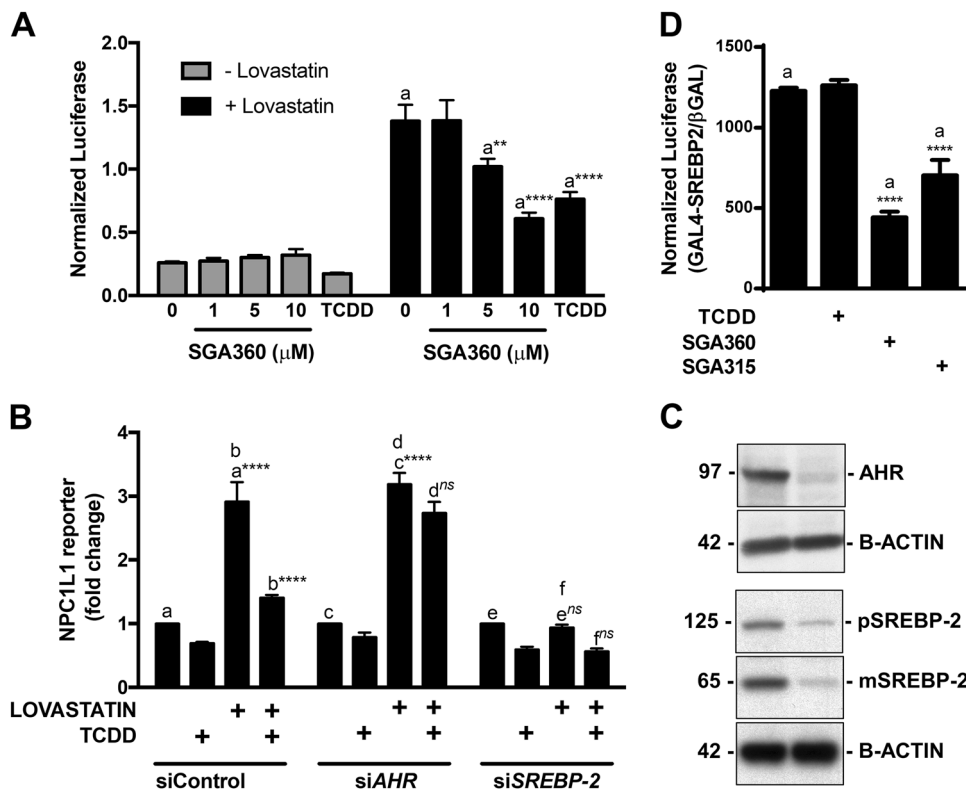 A
2.0
1.5
1.0
0.5
0.0
Normalized Luciferase
- Lovastatin
+ Lovastatin
a
a**
a****
a****
0 1 5 10 TCDD 0 1 5 10 TCDD
SGA360 (μM) SGA360 (μM)
D
1500
1000
500
0
Normalized Luciferase
(GAL4-SREBP2/βGAL)
a
a
****
a
****
TCDD +
SGA360 +
SGA315 +
B
4
3
2
1
0
NPC1L1 reporter
(fold change)
a
b
a****
b****
c
d
c****
dns
e
f
ens
fns
LOVASTATIN + + + + + +
TCDD + + + + + +
siControl siAHR siSREBP-2
C
97 - - AHR
42 - - B-ACTIN
125 - - pSREBP-2
65 - - mSREBP-2
42 - - B-ACTIN